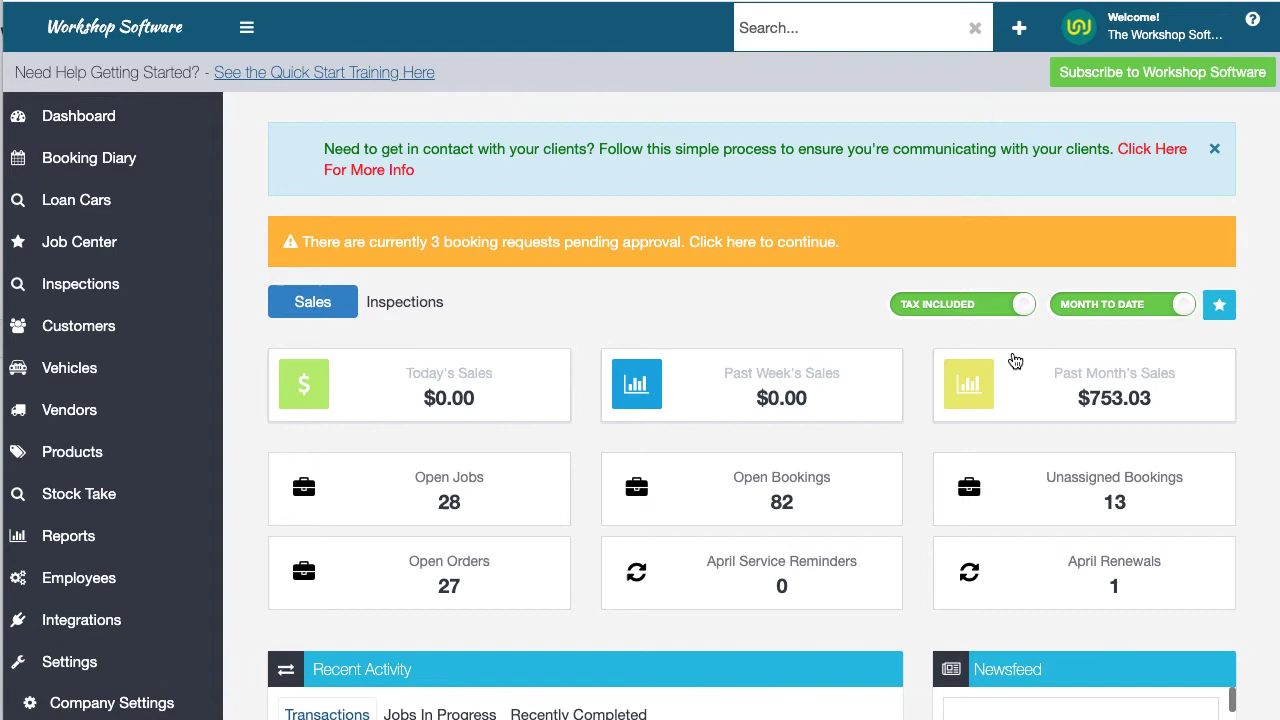 Workshop Software
Search...
Welcome!
The Workshop Soft...
Need Help Getting Started? - See the Quick Start Training Here
Subscribe to Workshop Software
Dashboard
Booking Diary
Loan Cars
Job Center
Inspections
Customers
Vehicles
Vendors
Products
Stock Take
Reports
Employees
Integrations
Settings
Company Settings
Need to get in contact with your clients? Follow this simple process to ensure you're communicating with your clients. Click Here
For More Info
There are currently 3 booking requests pending approval. Click here to continue.
Sales
Inspections
TAX INCLUDED
MONTH TO DATE
Today's Sales
$0.00
Past Week's Sales
$0.00
Past Month's Sales
$753.03
Open Jobs
28
Open Bookings
82
Unassigned Bookings
13
Open Orders
27
April Service Reminders
0
April Renewals
1
Recent Activity
Newsfeed
Transactions
Jobs In Progress
Recently Completed